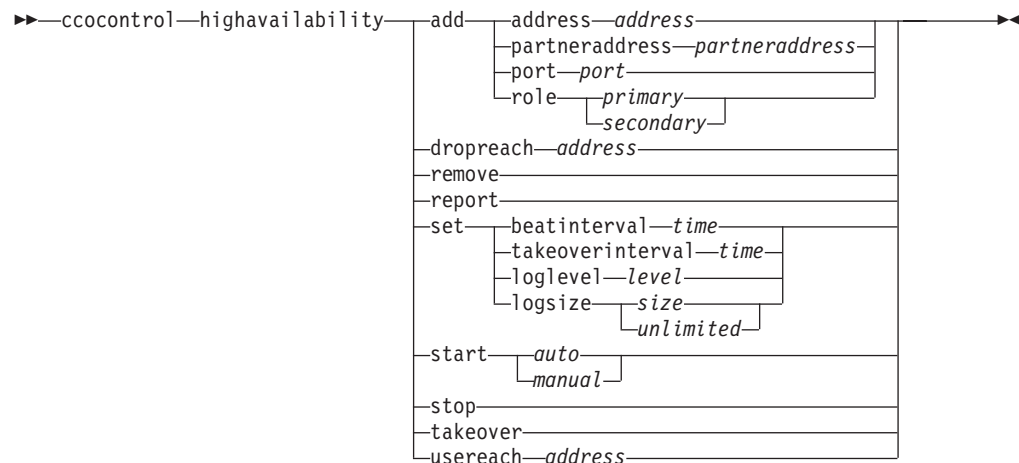 ccocontrol highavailability add address address
partneraddress partneraddress
port port
role primary
secondary
dropreach address
remove
report
set beatinterval time
takeoverinterval time
loglevel level
logsize size
unlimited
start auto
manual
stop
takeover
usereach address